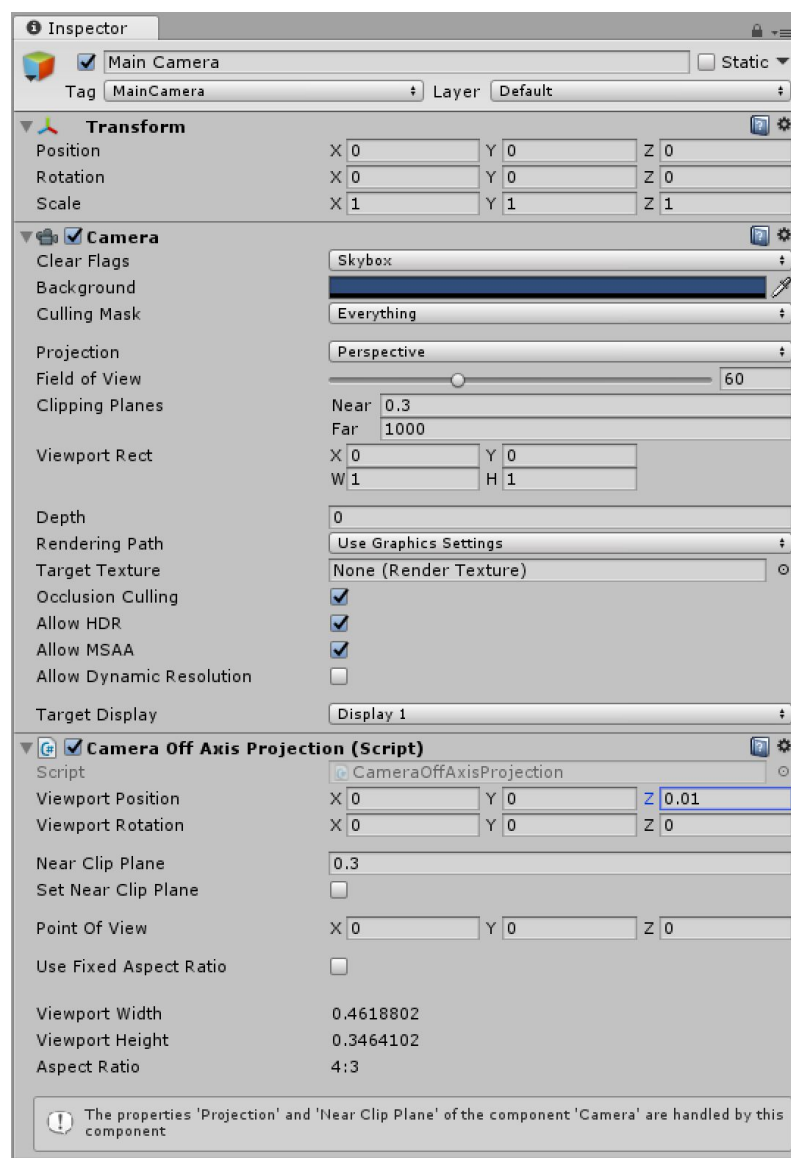 Inspector
Main Camera Static
Tag MainCamera Layer Default
Transform
Position X 0 Y 0 Z 0
Rotation X 0 Y 0 Z 0
Scale X 1 Y 1 Z 1
Camera
Clear Flags Skybox
Background
Culling Mask Everything
Projection Perspective
Field of View 60
Clipping Planes Near 0.3
Far 1000
Viewport Rect X 0 Y 0
W 1 H 1
Depth 0
Rendering Path Use Graphics Settings
Target Texture None (Render Texture)
Occlusion Culling
Allow HDR
Allow MSAA
Allow Dynamic Resolution
Target Display Display 1
Camera Off Axis Projection (Script)
Script CameraOffAxisProjection
Viewport Position X 0 Y 0 Z 0.01
Viewport Rotation X 0 Y 0 Z 0
Near Clip Plane 0.3
Set Near Clip Plane
Point Of View X 0 Y 0 Z 0
Use Fixed Aspect Ratio
Viewport Width 0.4618802
Viewport Height 0.3464102
Aspect Ratio 4:3
The properties 'Projection' and 'Near Clip Plane' of the component 'Camera' are handled by this
component